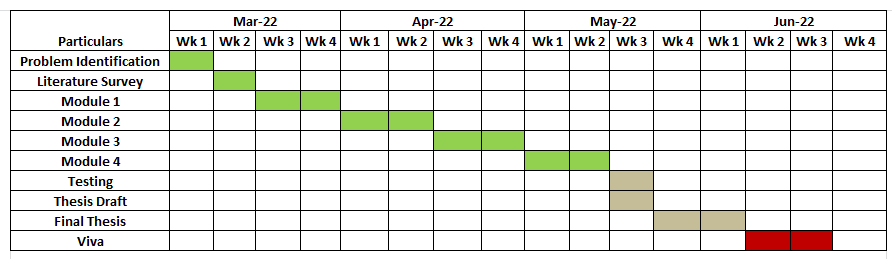 Mar-22 Apr-22 May-22 Jun-22
Particulars Wk 1 Wk 2 Wk 3 Wk 4 Wk 1 Wk 2 Wk 3 Wk 4 Wk 1 Wk 2 Wk 3 Wk 4 Wk 1 Wk 2 Wk 3 Wk 4
Problem Identification
Literature Survey
Module 1
Module 2
Module 3
Module 4
Testing
Thesis Draft
Final Thesis
Viva